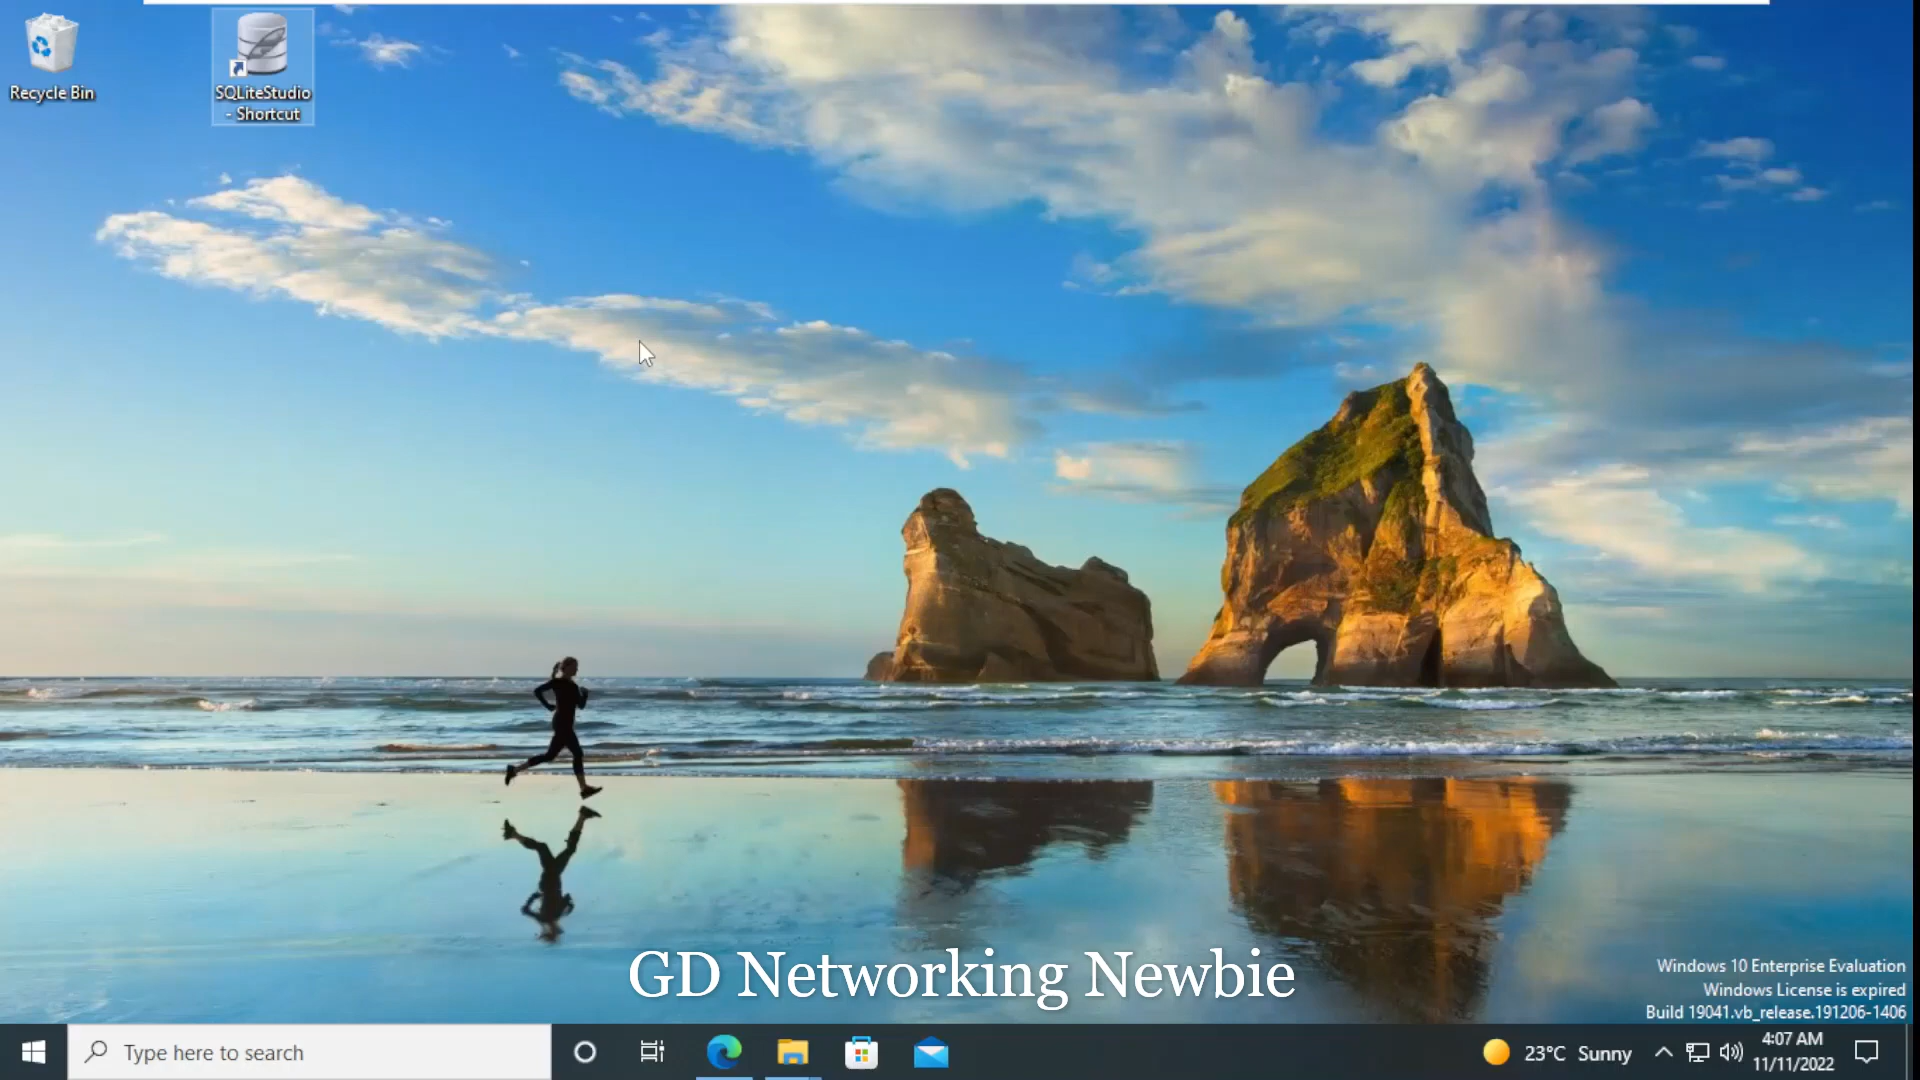 Recycle Bin
SQLiteStudio
- Shortcut
GD Networking Newbie
Windows 10 Enterprise Evaluation
Windows License is expired
Build 19041.vb_release.191206-1406
Type here to search
23°C Sunny
4:07 AM
11/11/2022